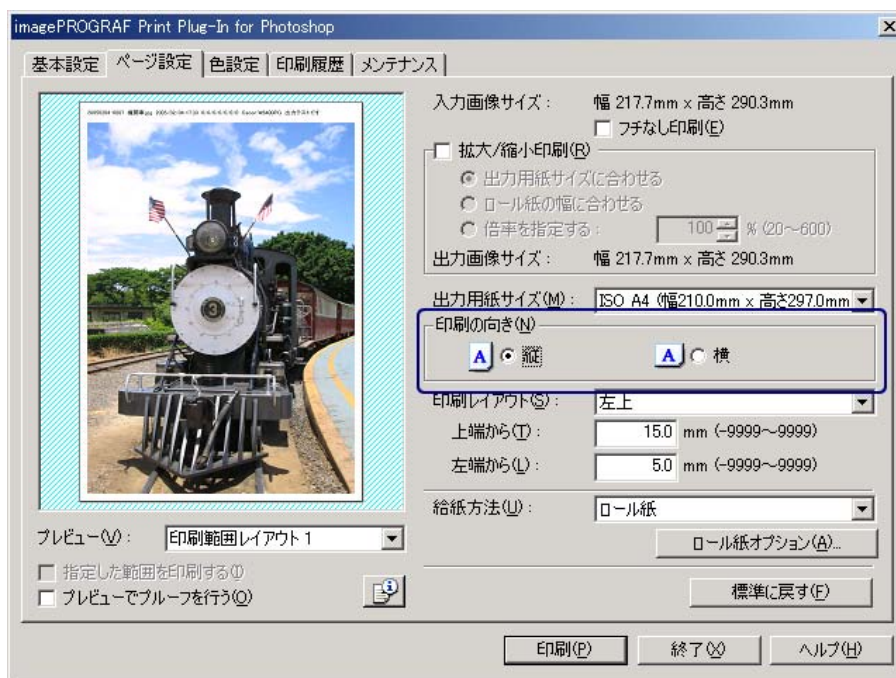 imagePROGRAF Print Plug-In for Photoshop
基本設定 ページ設定 色設定 印刷履歴 メンテナンス
入力画像サイズ： 幅 217.7mm x 高さ 290.3mm
フチなし印刷(E)
拡大/縮小印刷(R)
出力用紙サイズに合わせる
ロール紙の幅に合わせる
倍率を指定する： 100 % (20～600)
出力画像サイズ： 幅 217.7mm x 高さ 290.3mm
出力用紙サイズ(M)： ISO A4 (幅210.0mm x 高さ297.0mm
印刷の向き(N)
A 縦 A 横
印刷レイアウト(S)： 左上
上端から(T)： 15.0 mm (-9999～9999)
左端から(L)： 5.0 mm (-9999～9999)
給紙方法(U)： ロール紙
ロール紙オプション(A)...
標準に戻す(F)
3
プレビュー(V)： 印刷範囲レイアウト 1
指定した範囲を印刷する(I)
プレビューでプルーフを行う(O)
印刷(P) 終了(X) ヘルプ(H)